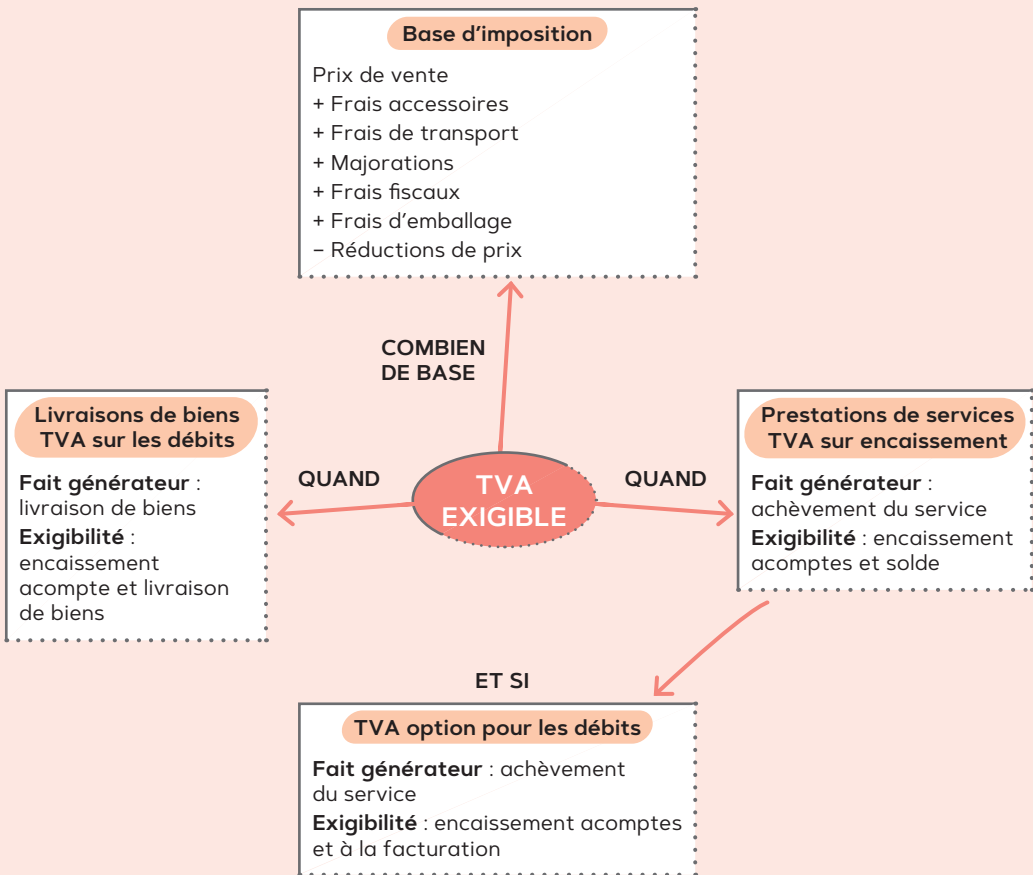 Base d’imposition
Prix de vente
+ Frais accessoires
+ Frais de transport
+ Majorations
+ Frais fiscaux
+ Frais d’emballage
– Réductions de prix
COMBIEN
DE BASE
Livraisons de biens
TVA sur les débits
Fait générateur :
livraison de biens
Exigibilité :
encaissement
acompte et livraison
de biens
QUAND
TVA
EXIGIBLE
QUAND
Prestations de services
TVA sur encaissement
Fait générateur :
achèvement du service
Exigibilité : encaissement
acomptes et solde
ET SI
TVA option pour les débits
Fait générateur : achèvement
du service
Exigibilité : encaissement acomptes
et à la facturation